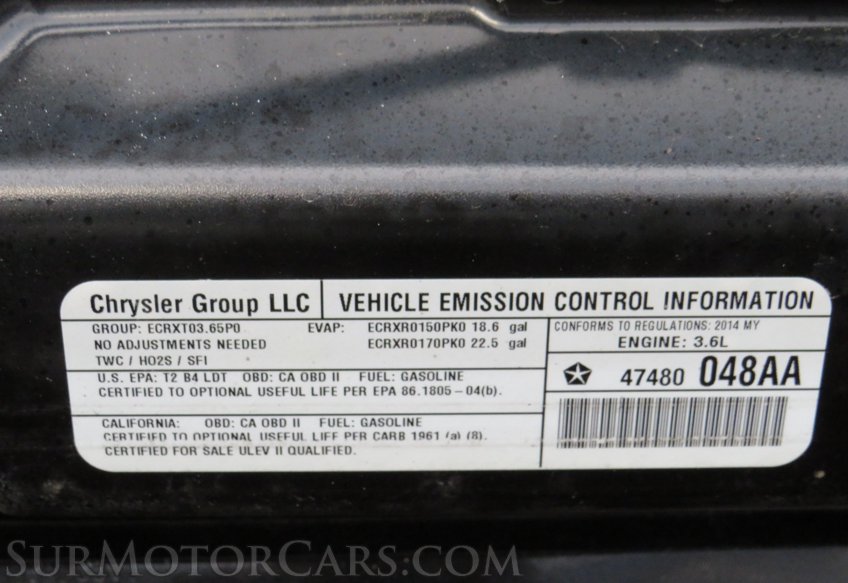 Chrysler Group LLC
VEHICLE EMISSION CONTROL INFORMATION
GROUP: ECRXT03.65P0 EVAP: ECRXR0150PK0 18.6 gal
NO ADJUSTMENTS NEEDED ECRXR0170PK0 22.5 gal
TWC / HO2S / SFI
CONFORMS TO REGULATIONS: 2014 MY
ENGINE: 3.6L
47480 048AA
U.S. EPA: T2 B4 LDT OBD: CA OBD II FUEL: GASOLINE
CERTIFIED TO OPTIONAL USEFUL LIFE PER EPA 86.1805-04(b).
CALIFORNIA: OBD: CA OBD II FUEL: GASOLINE
CERTIFIED TO OPTIONAL USEFUL LIFE PER CARB 1961 (a) (8).
CERTIFIED FOR SALE ULEV II QUALIFIED.
SurMotorCars.com